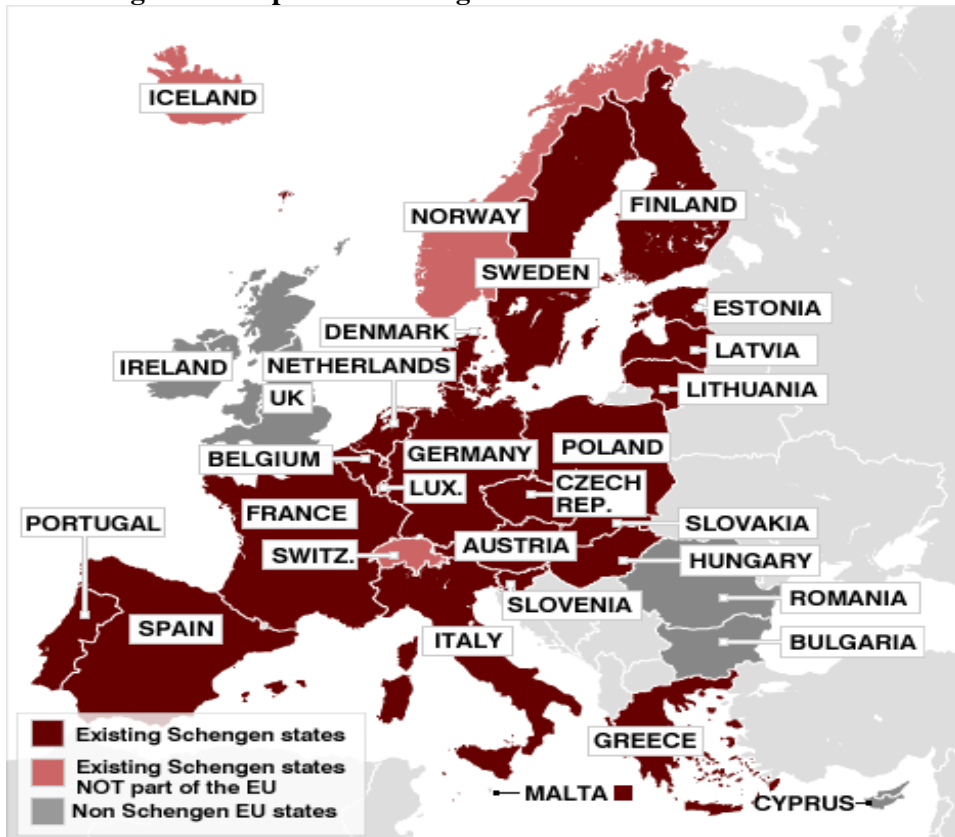 ICELAND
NORWAY
FINLAND
SWEDEN
ESTONIA
DENMARK
LATVIA
IRELAND
NETHERLANDS
LITHUANIA
UK
BELGIUM
GERMANY
POLAND
LUX.
CZECH
REP.
PORTUGAL
FRANCE
SLOVAKIA
SWITZ.
AUSTRIA
HUNGARY
SLOVENIA
ROMANIA
SPAIN
ITALY
BULGARIA
Existing Schengen states
GREECE
Existing Schengen states
NOT part of the EU
MALTA
CYPRUS
Non Schengen EU states